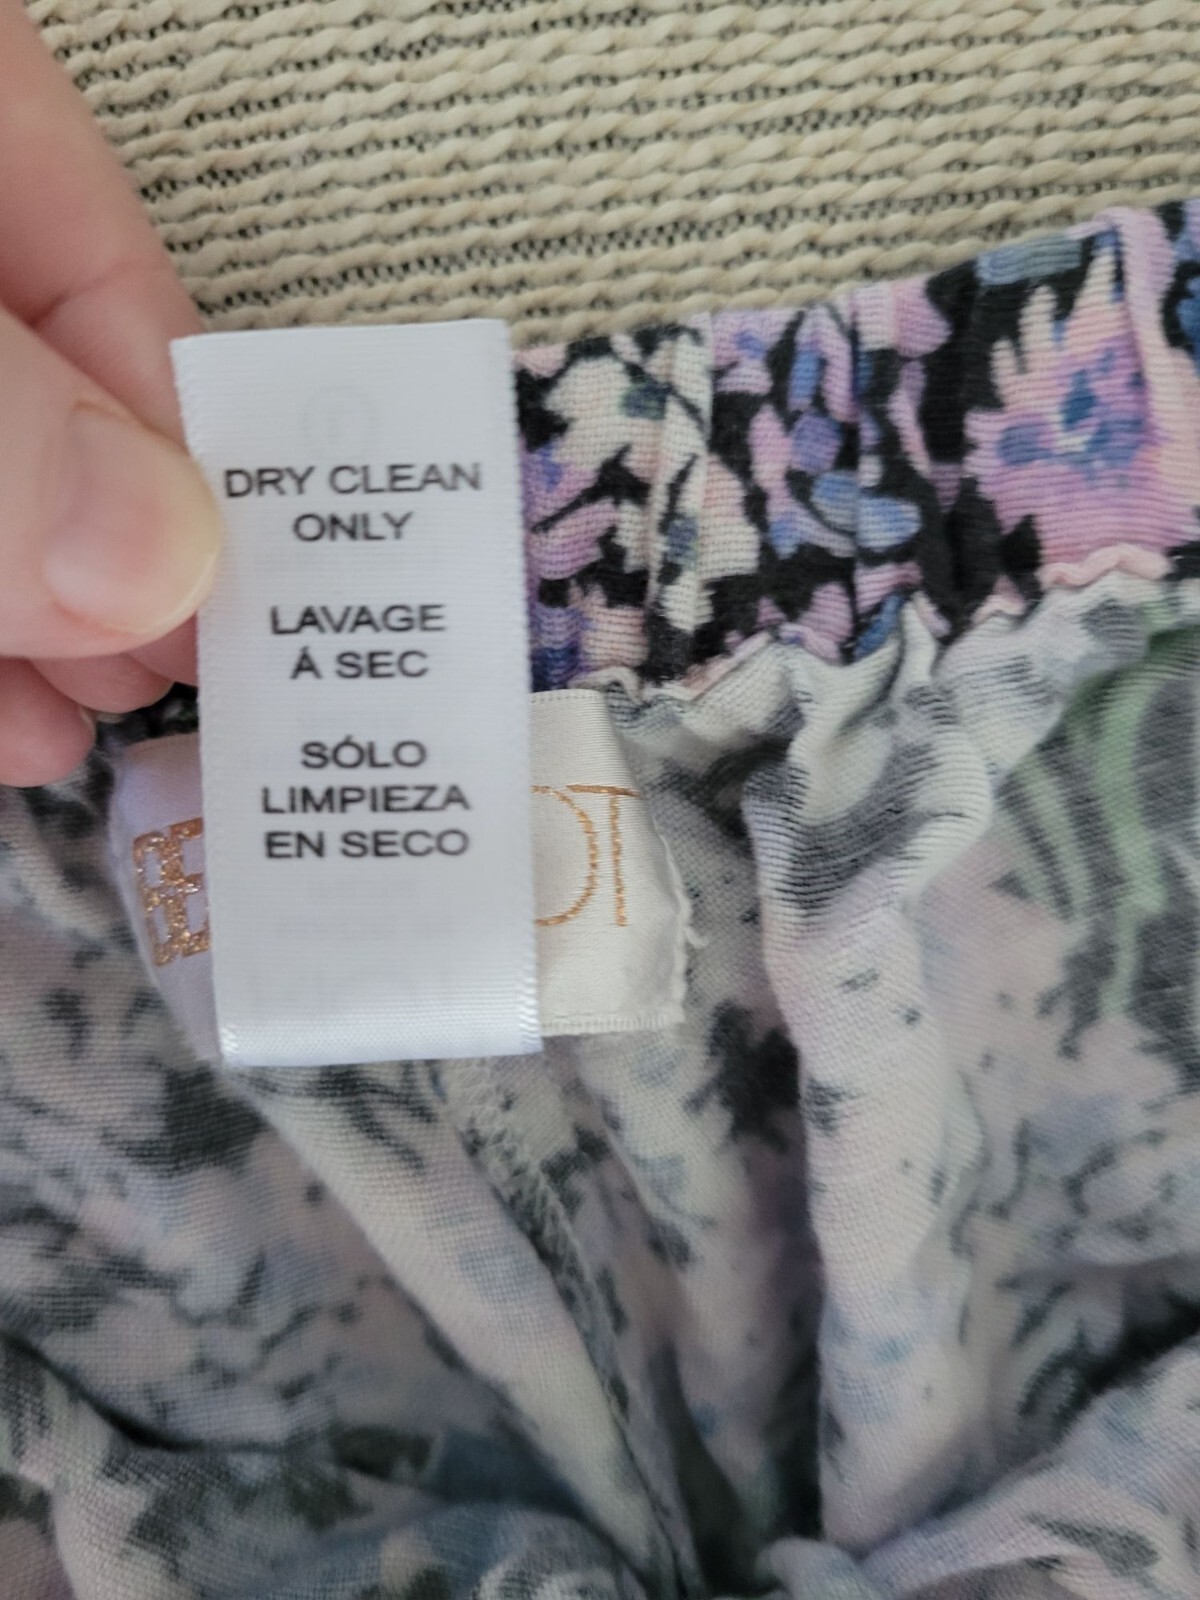 DRY CLEAN
ONLY
LAVAGE
Á SEC
SÓLO
LIMPIEZA
EN SECO